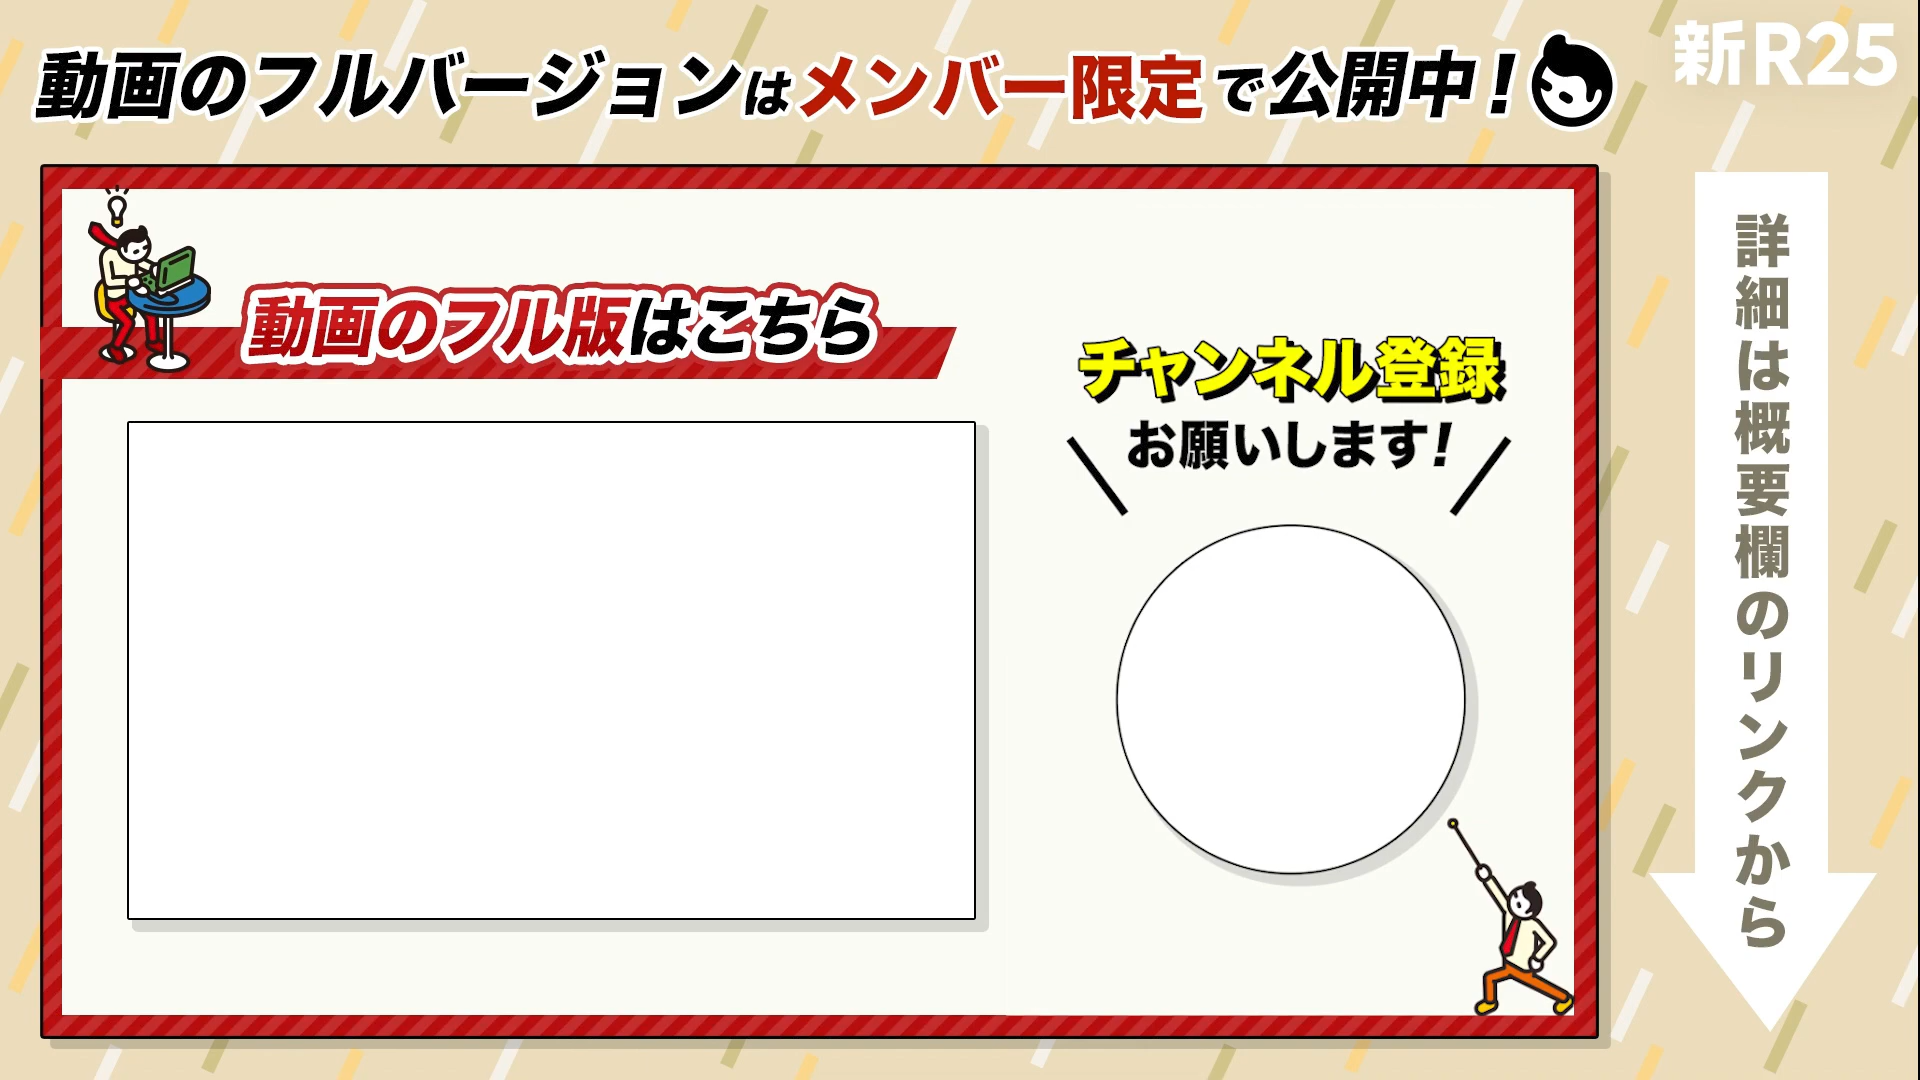 動画のフルバージョンはメンバー限定で公開中！
新R25
動画のフル版はこちら
チャンネル登録
お願いします！
詳細は概要欄のリンクから